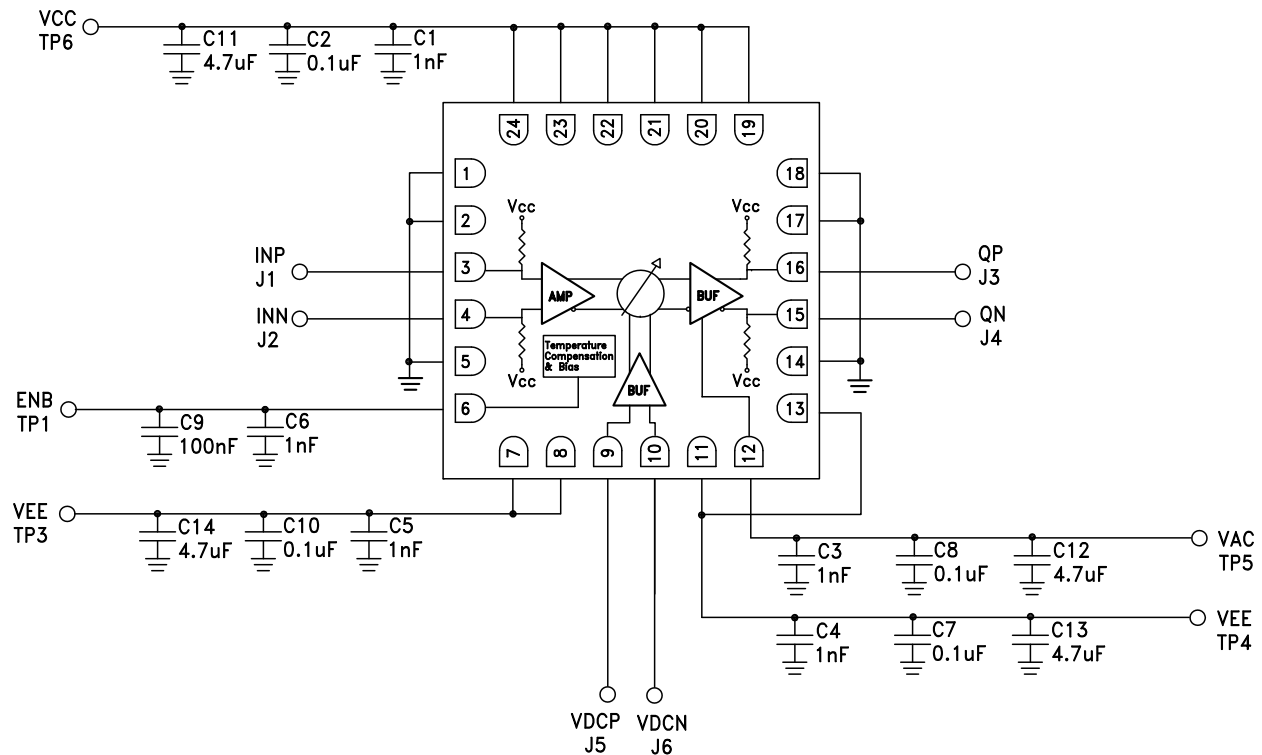 VCC
TP6
C11
4.7uF
C2
0.1uF
C1
1nF
24
23
22
21
20
19
1
2
3
4
5
6
18
17
16
15
14
13
7
8
9
10
11
12
Vcc
Vcc
INP
J1
INN
J2
AMP
BUF
QP
J3
QN
J4
Temperature
Compensation
& Bias
Vcc
Vcc
BUF
ENB
TP1
C9
100nF
C6
1nF
VEE
TP3
C14
4.7uF
C10
0.1uF
C5
1nF
C3
1nF
C8
0.1uF
C12
4.7uF
VAC
TP5
C4
1nF
C7
0.1uF
C13
4.7uF
VEE
TP4
VDCP
J5
VDCN
J6